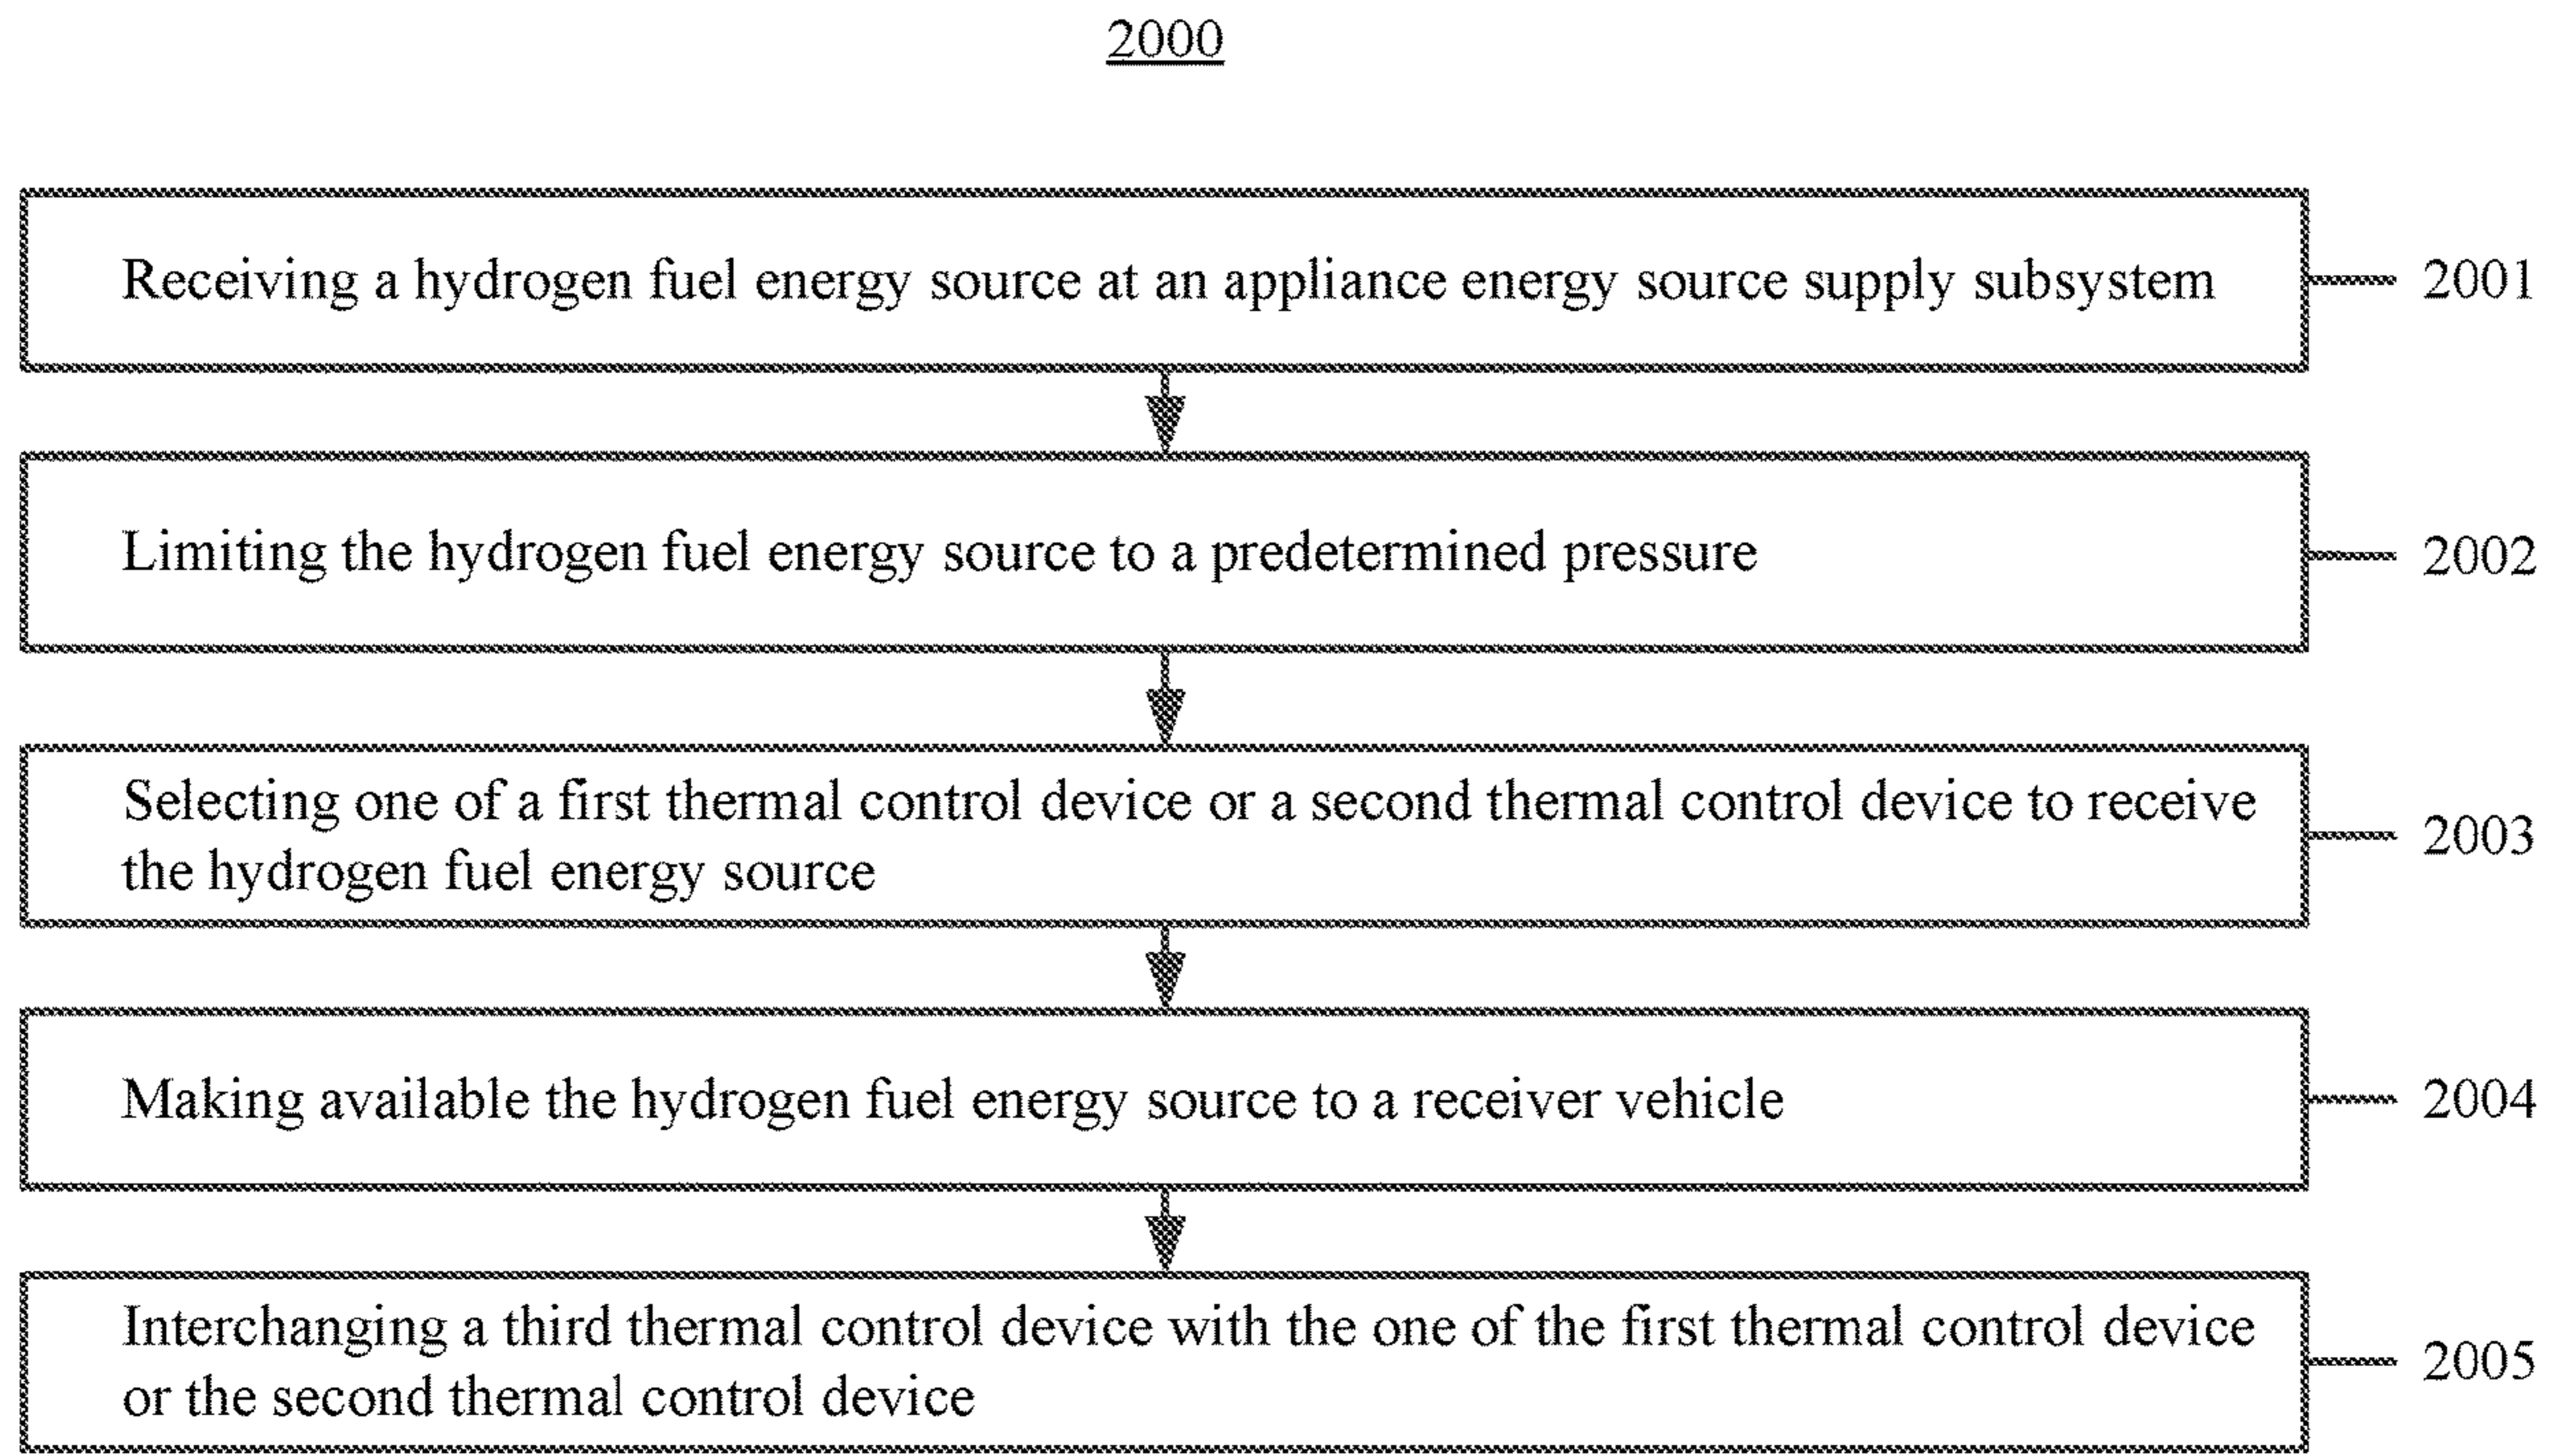 2000
Receiving a hydrogen fuel energy source at an appliance energy source supply subsystem
2001
Limiting the hydrogen fuel energy source to a predetermined pressure
2002
Selecting one of a first thermal control device or a second thermal control device to receive
the hydrogen fuel energy source
2003
Making available the hydrogen fuel energy source to a receiver vehicle
2004
Interchanging a third thermal control device with the one of the first thermal control device
or the second thermal control device
2005